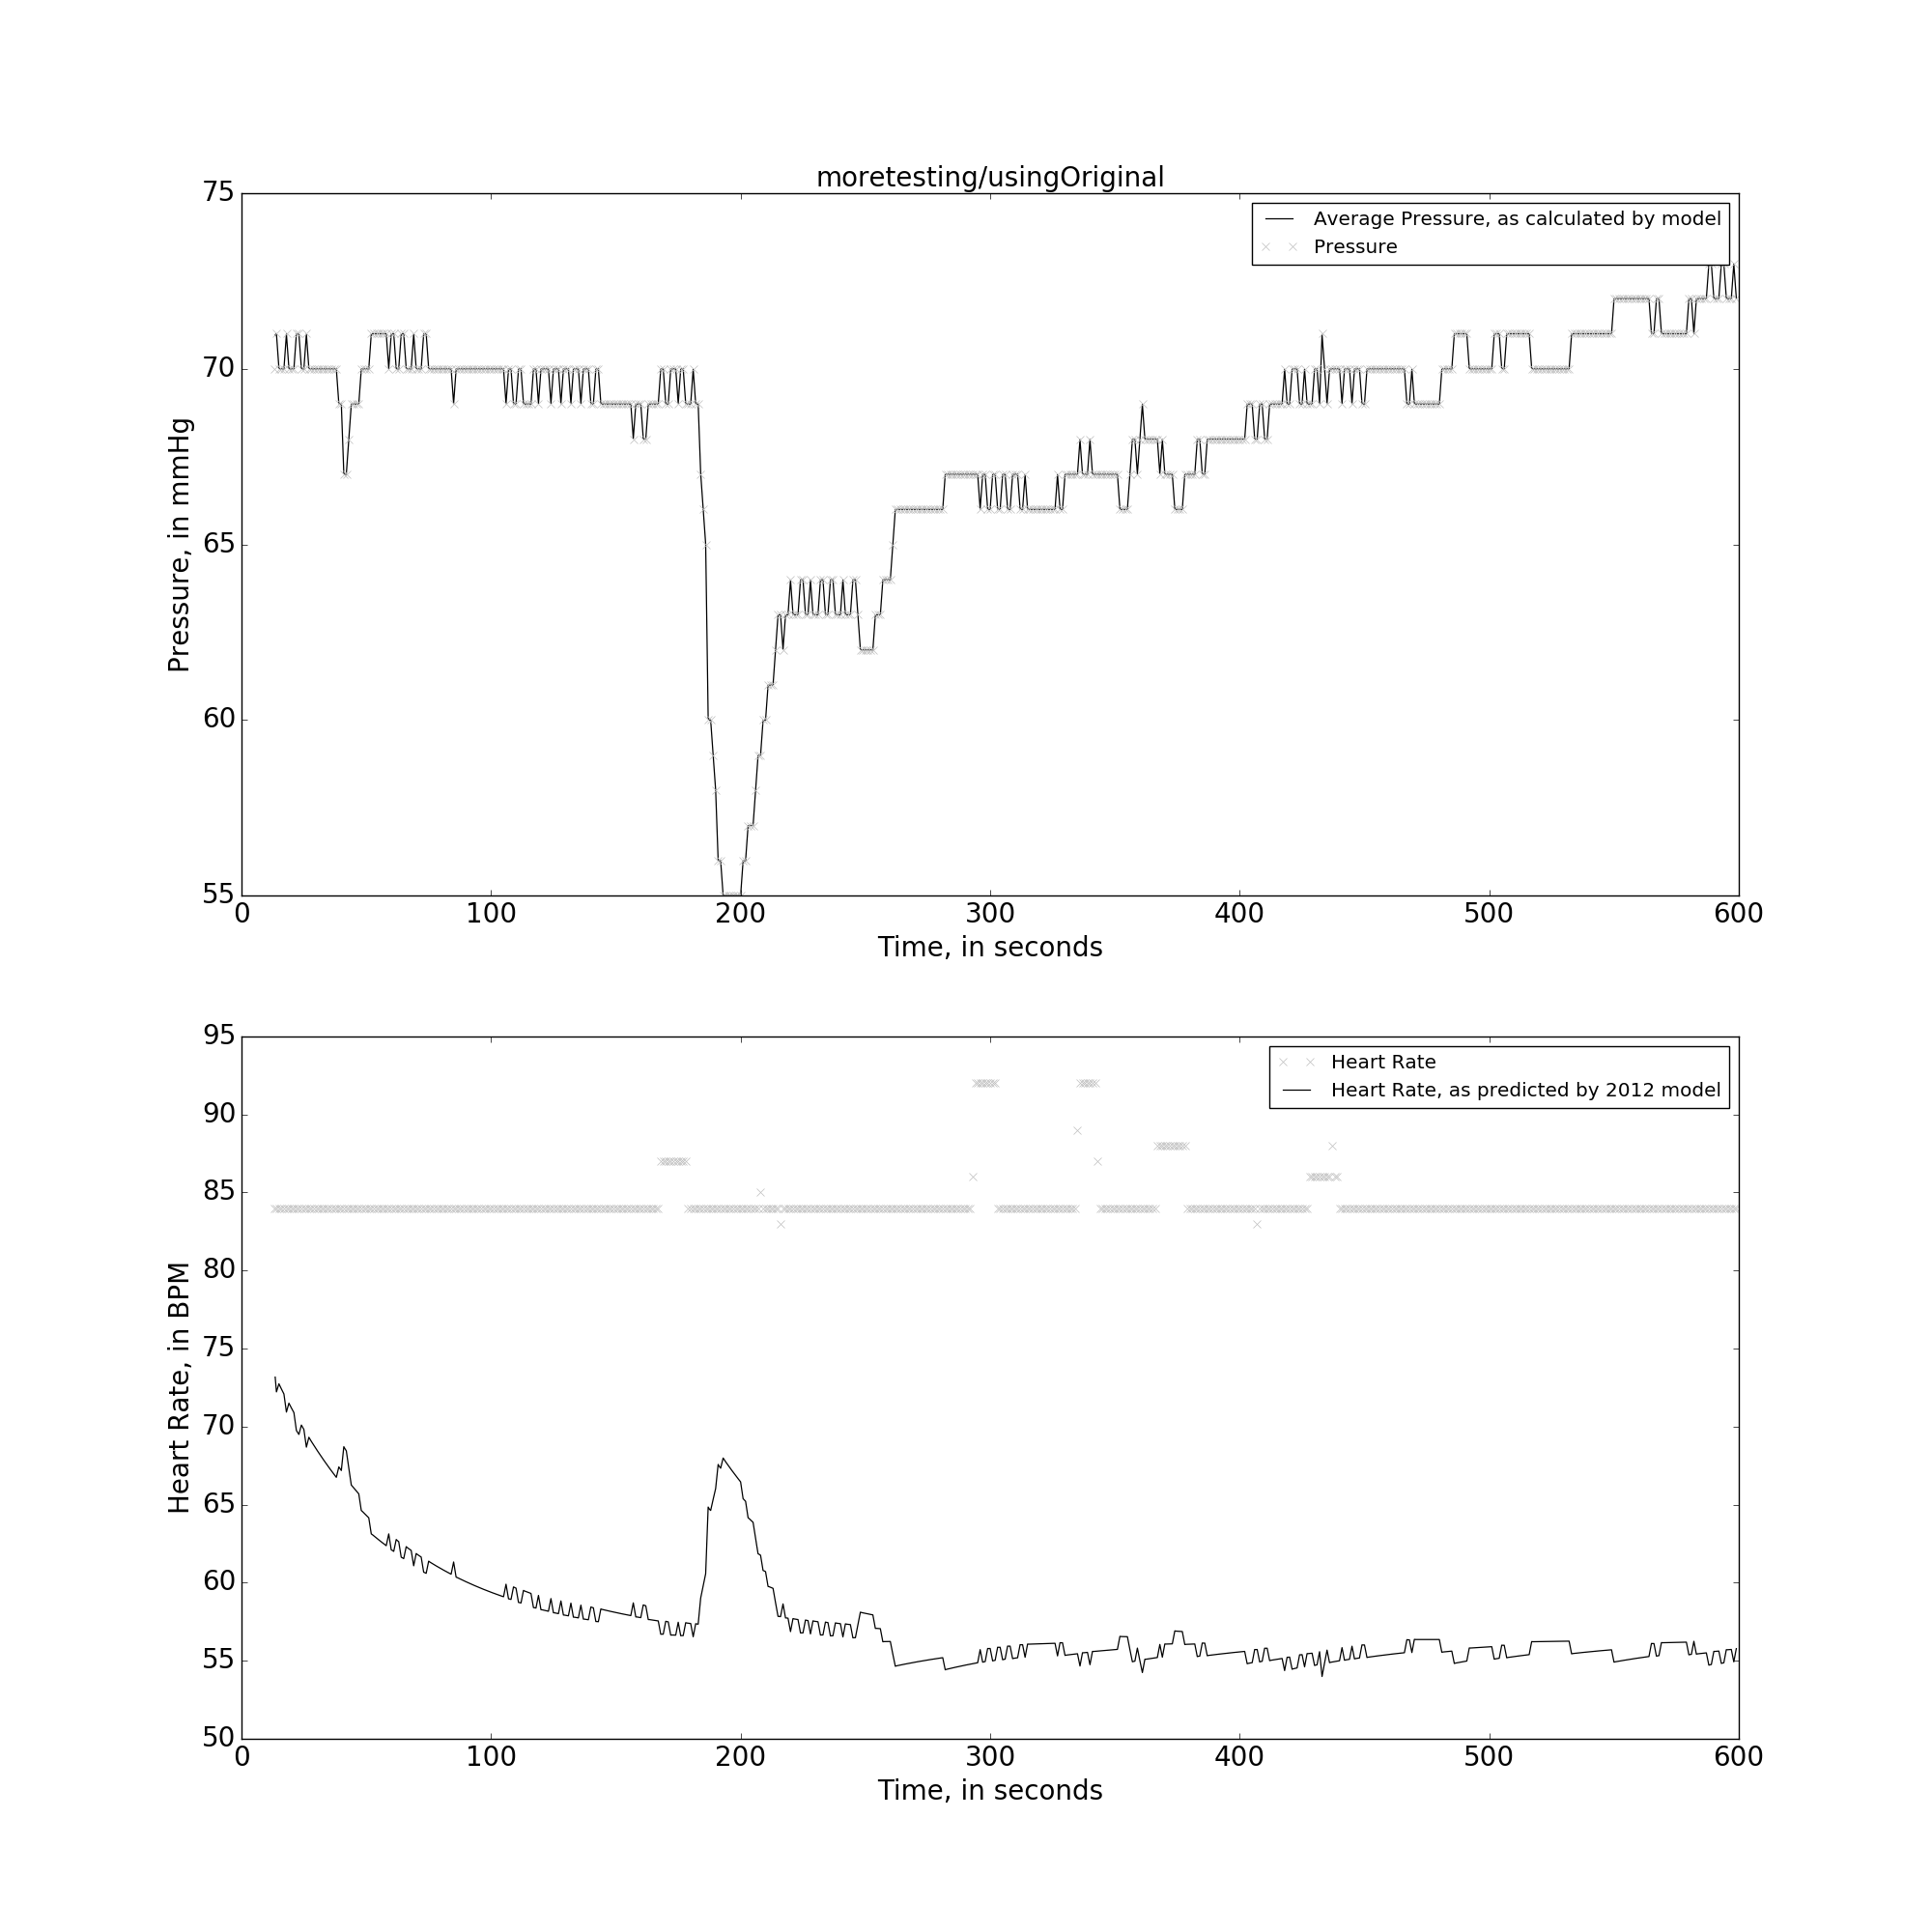 moretesting/usingOriginal
75
70
65
60
55
Pressure, in mmHg
Average Pressure, as calculated by model
Pressure
0 100 200 300 400 500 600
Time, in seconds
95
90
85
80
75
70
65
60
55
50
Heart Rate, in BPM
Heart Rate
Heart Rate, as predicted by 2012 model
0 100 200 300 400 500 600
Time, in seconds